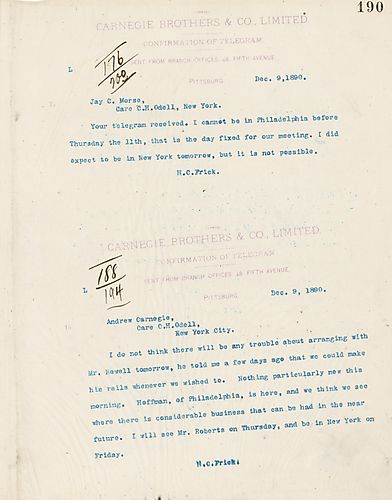 190
CARNEGIE BROTHERS & CO., LIMITED
CONFIRMATION OF TELEGRAM
L 176 SENT FROM BRANCH OFFICES, 48 FIFTH AVENUE.
200
PITTSBURG, Dec. 9, 1890.
Jay C. Morse,
Care C.H.Odell, New York.
Your telegram received. I cannot be in Philadelphia before
Thursday the 11th, that is the day fixed for our meeting. I did
expect to be in New York tomorrow, but it is not possible.
H.C.Frick.
CARNEGIE BROTHERS & CO., LIMITED.
CONFIRMATION OF TELEGRAM
L 188 SENT FROM BRANCH OFFICES 48 FIFTH AVENUE.
194
PITTSBURG, Dec. 9, 1890.
To
Andrew Carnegie,
Care C.H.Odell,
New York City.
I do not think there will be any trouble about arranging with
Mr. Newell tomorrow, he told me a few days ago that we could make
his rails whenever we wished to. Nothing particularly new this
morning. Hoffman, of Philadelphia, is here, and we think we see
where there is considerable business that can be had in the near
future. I will see Mr. Roberts on Thursday, and be in New York on
Friday.
H.C.Frick.